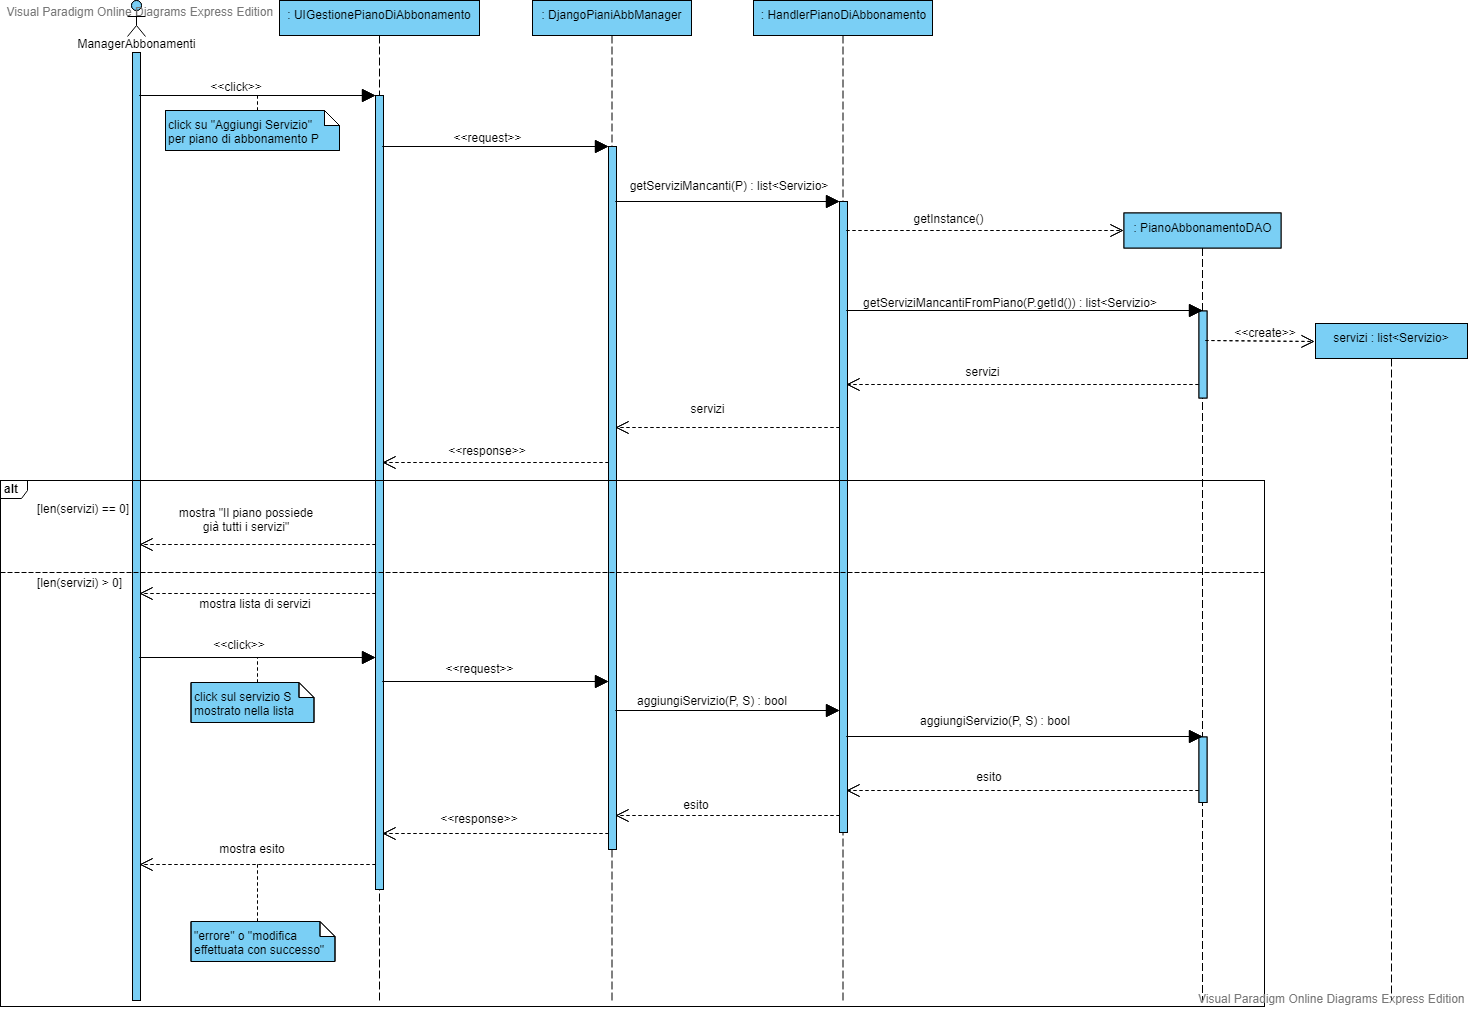 Visual Paradigm Online Diagrams Express Edition
ManagerAbbonamenti
: UIGestionePianoDiAbbonamento
: DjangoPianiAbbManager
: HandlerPianoDiAbbonamento
<<click>>
click su "Aggiungi Servizio"
per piano di abbonamento P
<<request>>
getServiziMancanti(P) : list<Servizio>
getInstance()
: PianoAbbonamentoDAO
getServiziMancantiFromPiano(P.getId()) : list<Servizio>
<<create>>
servizi : list<Servizio>
servizi
servizi
<<response>>
alt
[len(servizi) == 0]
mostra "Il piano possiede
già tutti i servizi"
[len(servizi) > 0]
mostra lista di servizi
<<click>>
click sul servizio S
mostrato nella lista
<<request>>
aggiungiServizio(P, S) : bool
aggiungiServizio(P, S) : bool
esito
esito
<<response>>
mostra esito
"errore" o "modifica
effettuata con successo"
Visual Paradigm Online Diagrams Express Edition